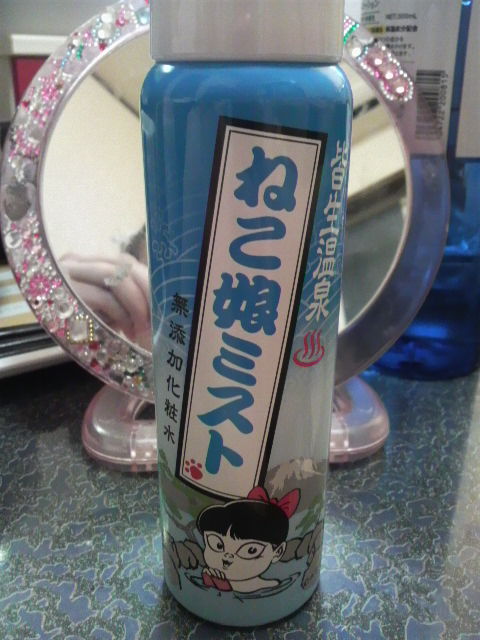 皆生温泉
ねこ娘ミスト
無添加化粧水